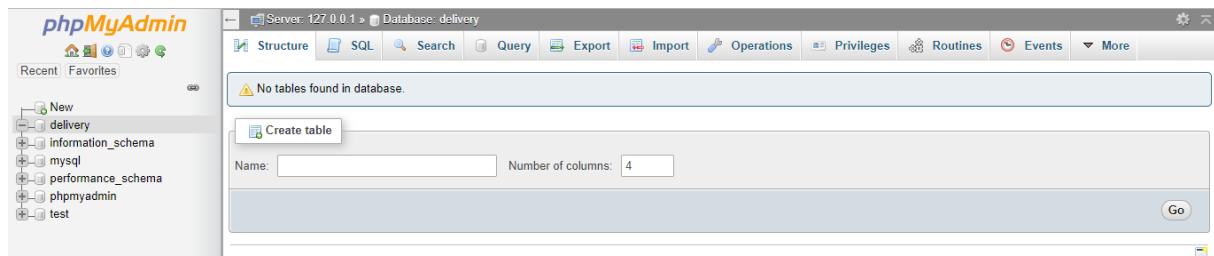 phpMyAdmin
Recent Favorites
New
delivery
information_schema
mysql
performance_schema
phpmyadmin
test
Server: 127.0.0.1 » Database: delivery
Structure SQL Search Query Export Import Operations Privileges Routines Events More
No tables found in database.
Create table
Name: Number of columns: 4
Go